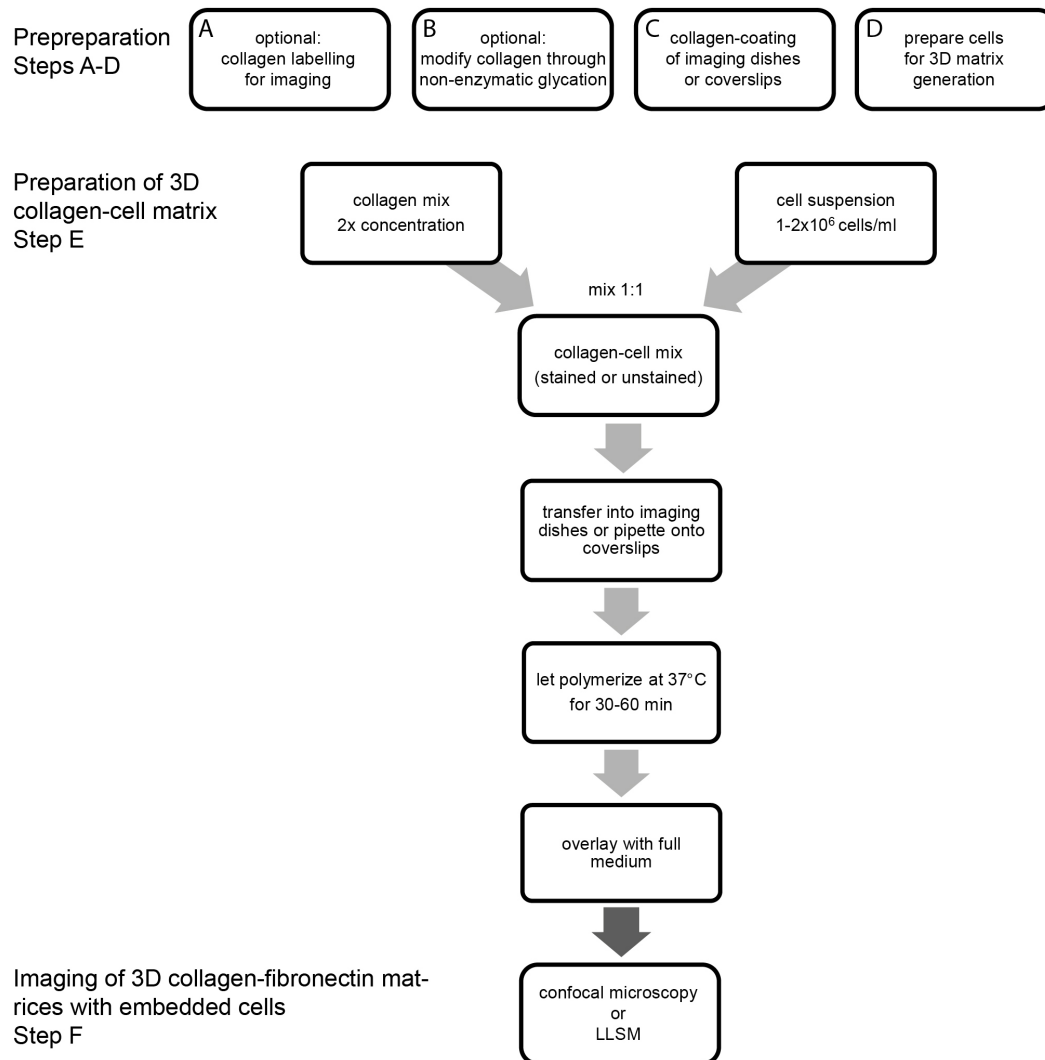 Prepreparation
Steps A-D
A
optional:
collagen labelling
for imaging
B
optional:
modify collagen through
non-enzymatic glycation
C
collagen-coating
of imaging dishes
or coverslips
D
prepare cells
for 3D matrix
generation
Preparation of 3D
collagen-cell matrix
Step E
collagen mix
2x concentration
cell suspension
1-2x10⁶ cells/ml
mix 1:1
collagen-cell mix
(stained or unstained)
transfer into imaging
dishes or pipette onto
coverslips
let polymerize at 37°C
for 30-60 min
overlay with full
medium
Imaging of 3D collagen-fibronectin mat-
rices with embedded cells
Step F
confocal microscopy
or
LLSM